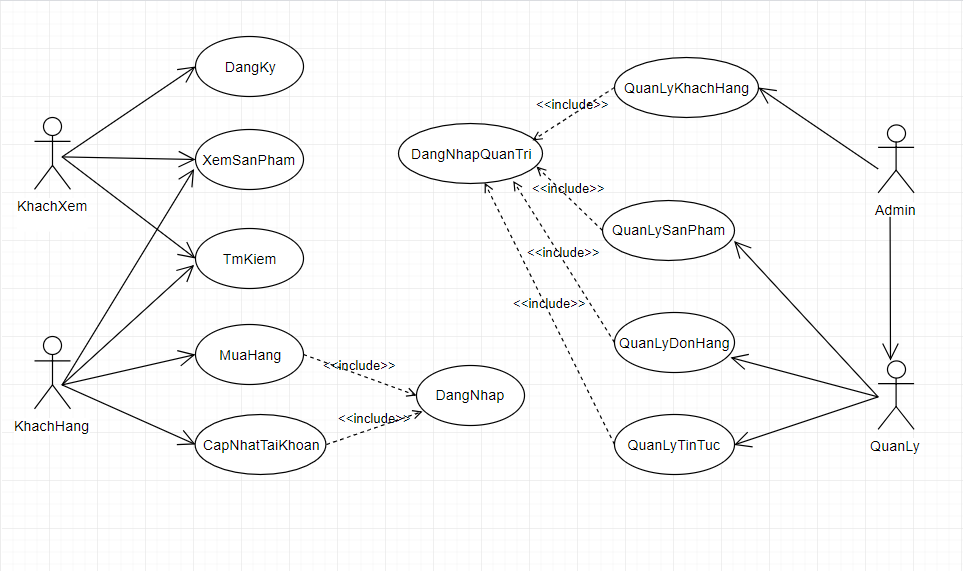 DangKy
QuanLyKhachHang
<<include>>
DangNhapQuanTri
XemSanPham
<<include>>
KhachXem
Admin
QuanLySanPham
<<include>>
TmKiem
<<include>>
QuanLyDonHang
MuaHang
<<include>>
DangNhap
<<include>>
KhachHang
CapNhatTaiKhoan
QuanLyTinTuc
QuanLy